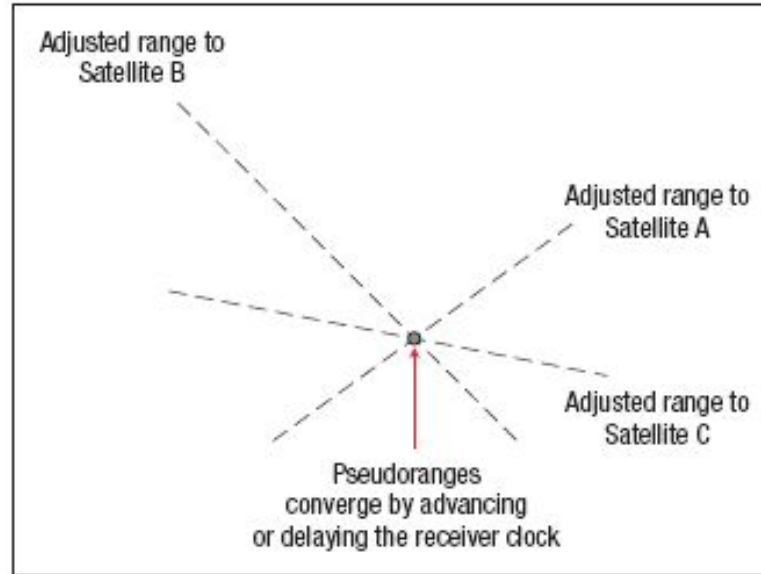 Adjusted range to
Satellite B
Adjusted range to
Satellite A
Adjusted range to
Satellite C
Pseudoranges
converge by advancing
or delaying the receiver clock